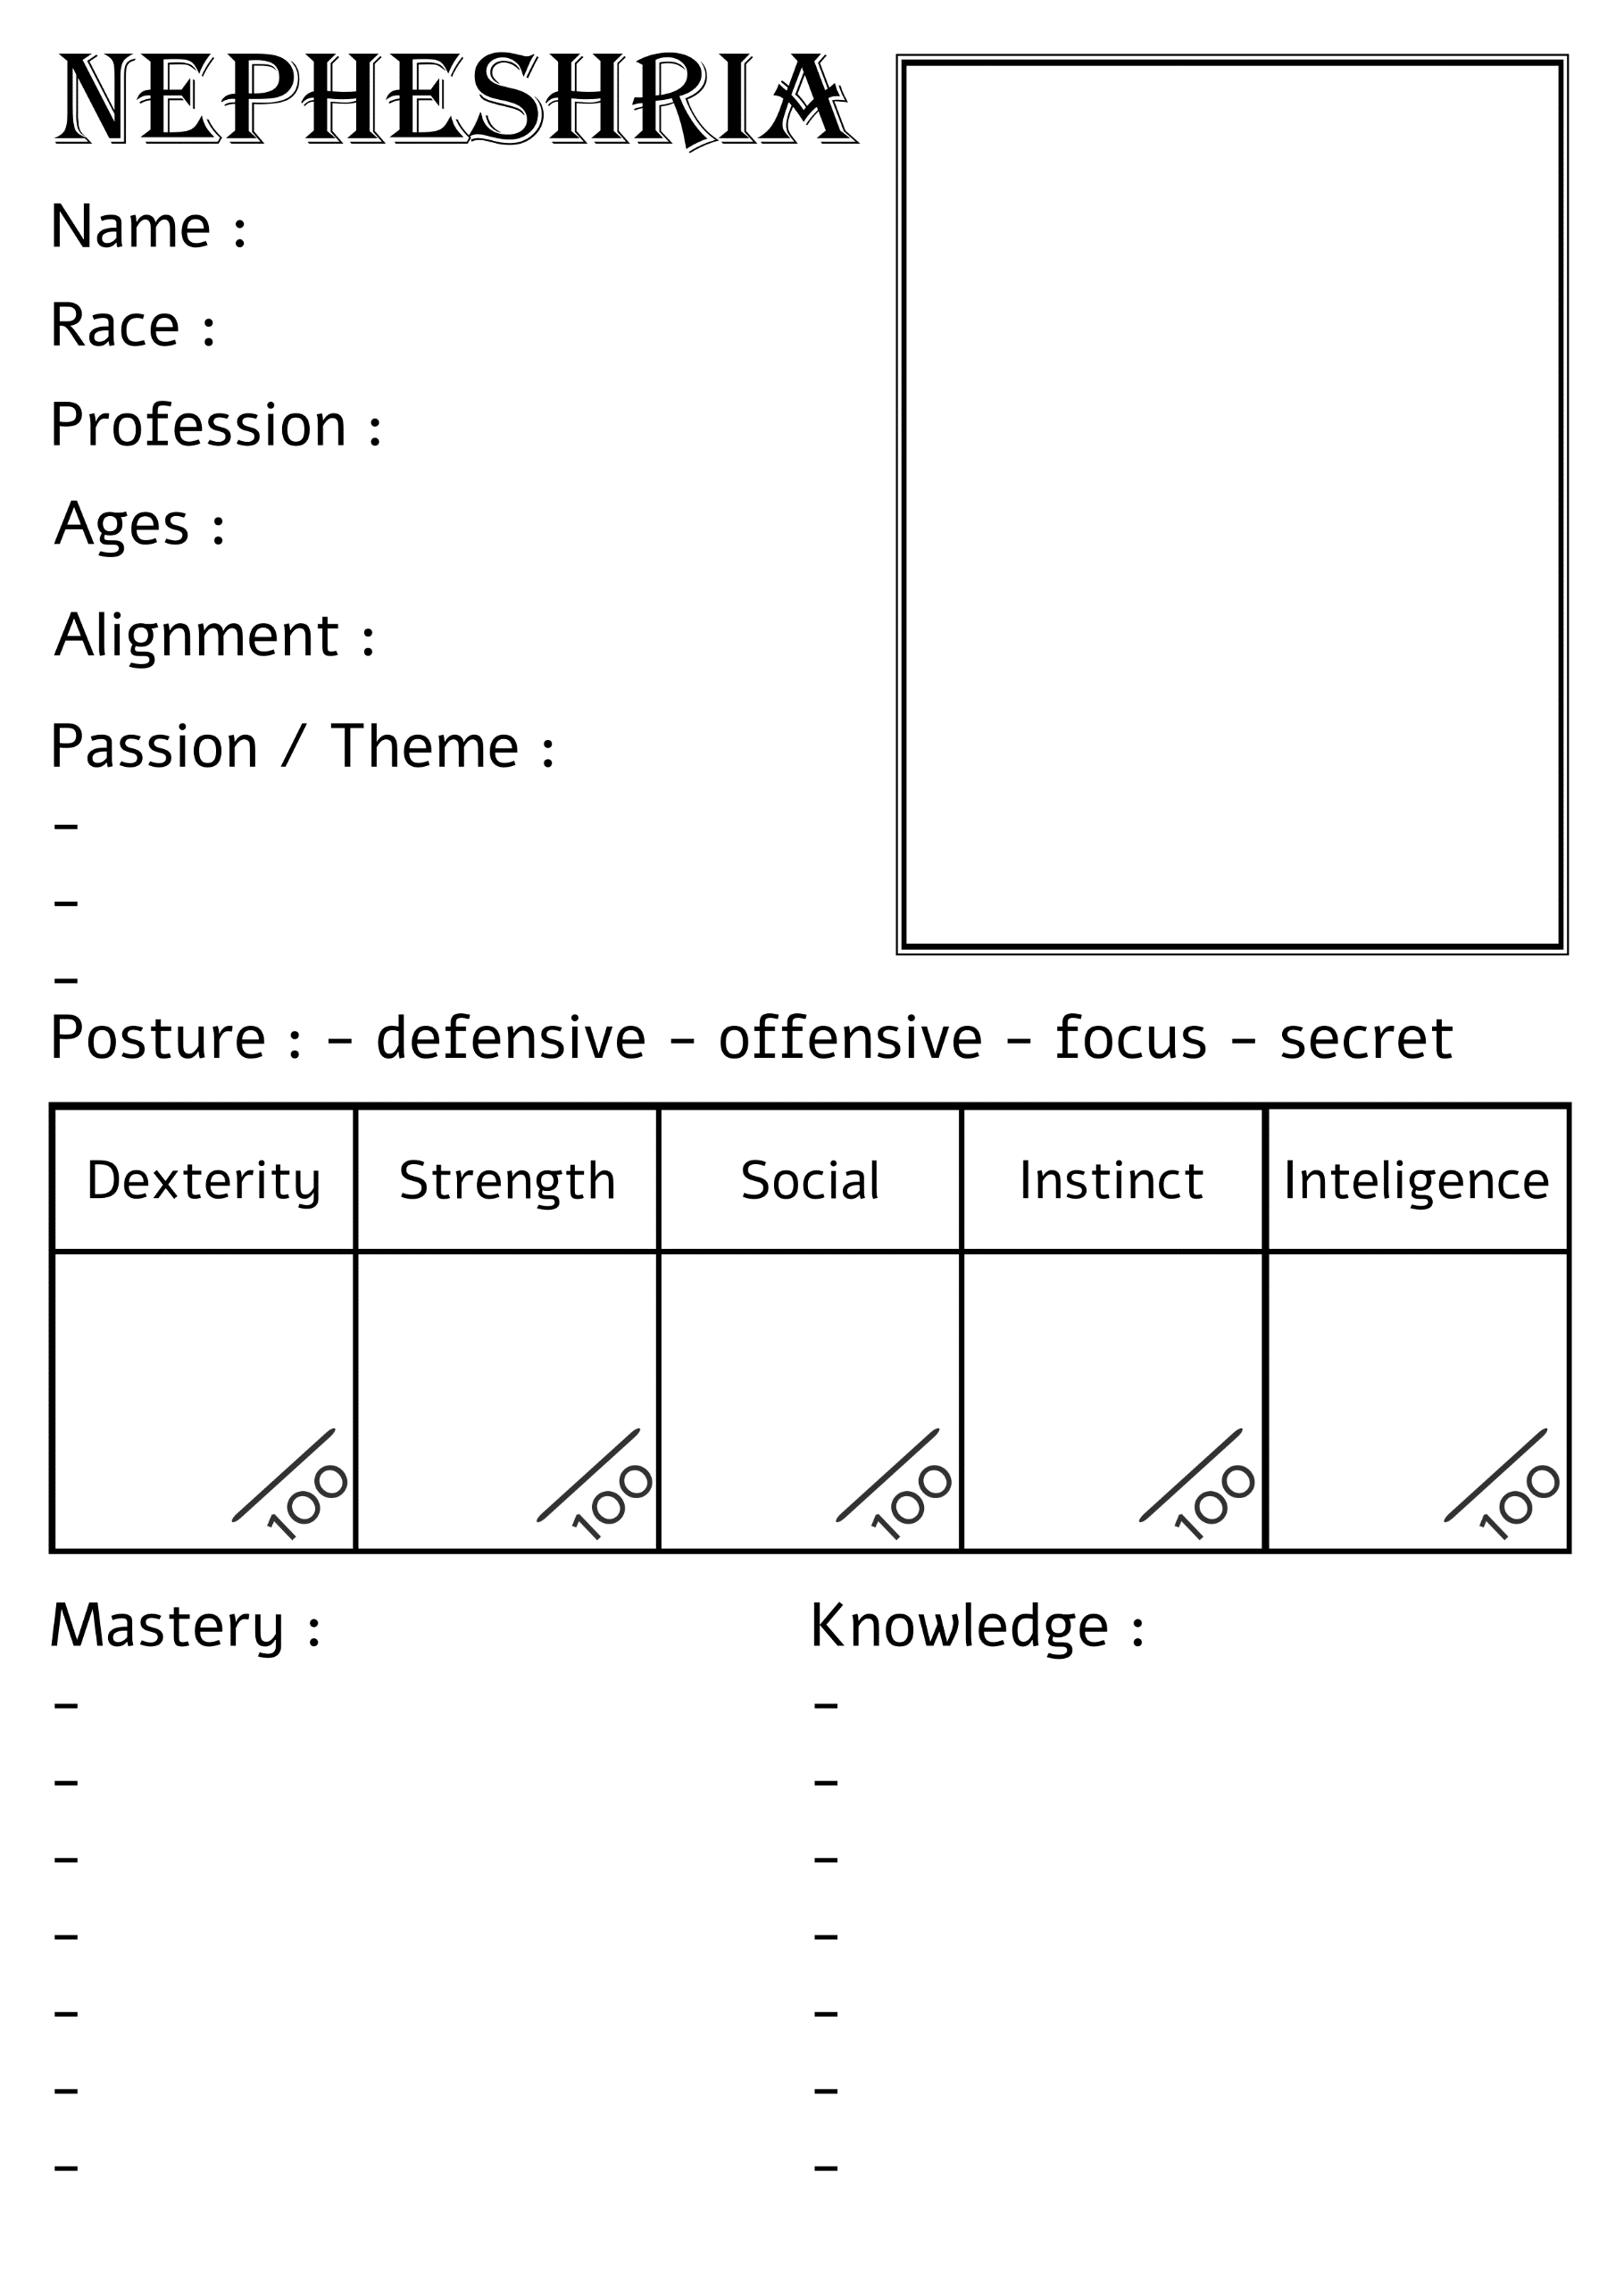 NEPHESHRIA
Name :
Race :
Profession :
Ages :
Alignment :
Passion / Theme :
-
-
-
Posture : - defensive - offensive - focus - secret
Dexterity Strength Social Instinct Inteligence
/100 /100 /100 /100 /100
Mastery : Knowledge :
- -
- -
- -
- -
- -
- -
- -